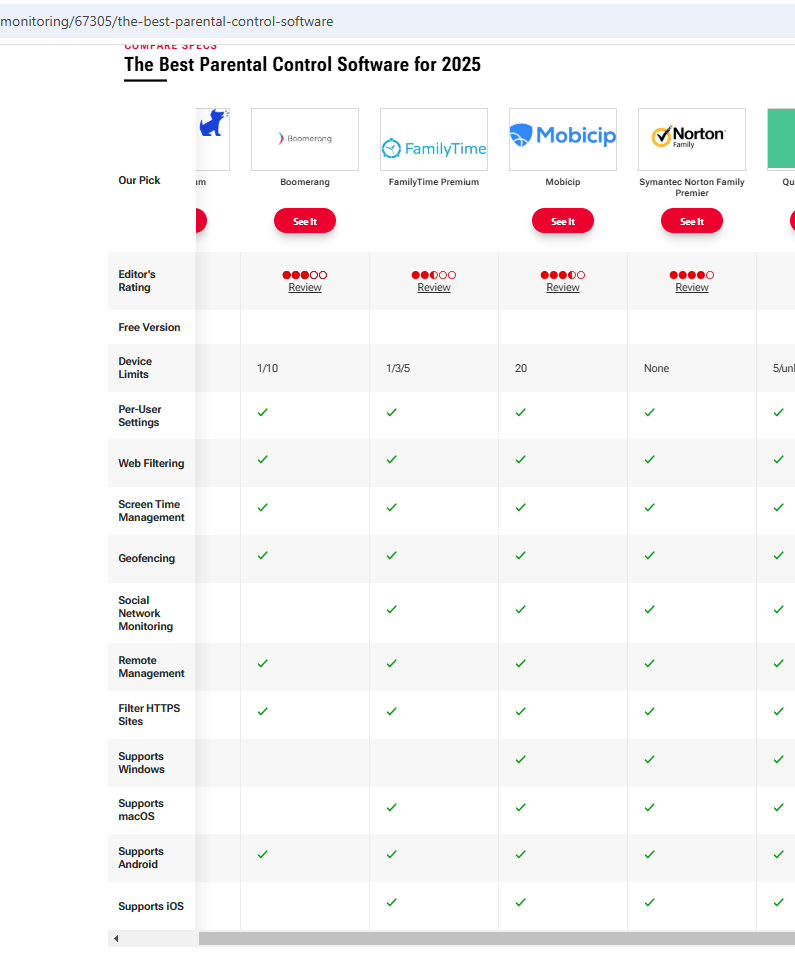 monitoring/67305/the-best-parental-control-software
COMPARE SPECS
The Best Parental Control Software for 2025
Our Pick
Boomerang
FamilyTime
Mobicip
Norton
Family
um
Boomerang
FamilyTime Premium
Mobicip
Symantec Norton Family
Premier
Qu
See It
See It
See It
Editor's
Rating
Review
Review
Review
Review
Free Version
Device
Limits
1/10
1/3/5
20
None
5/unl
Per-User
Settings
Web Filtering
Screen Time
Management
Geofencing
Social
Network
Monitoring
Remote
Management
Filter HTTPS
Sites
Supports
Windows
Supports
macOS
Supports
Android
Supports iOS